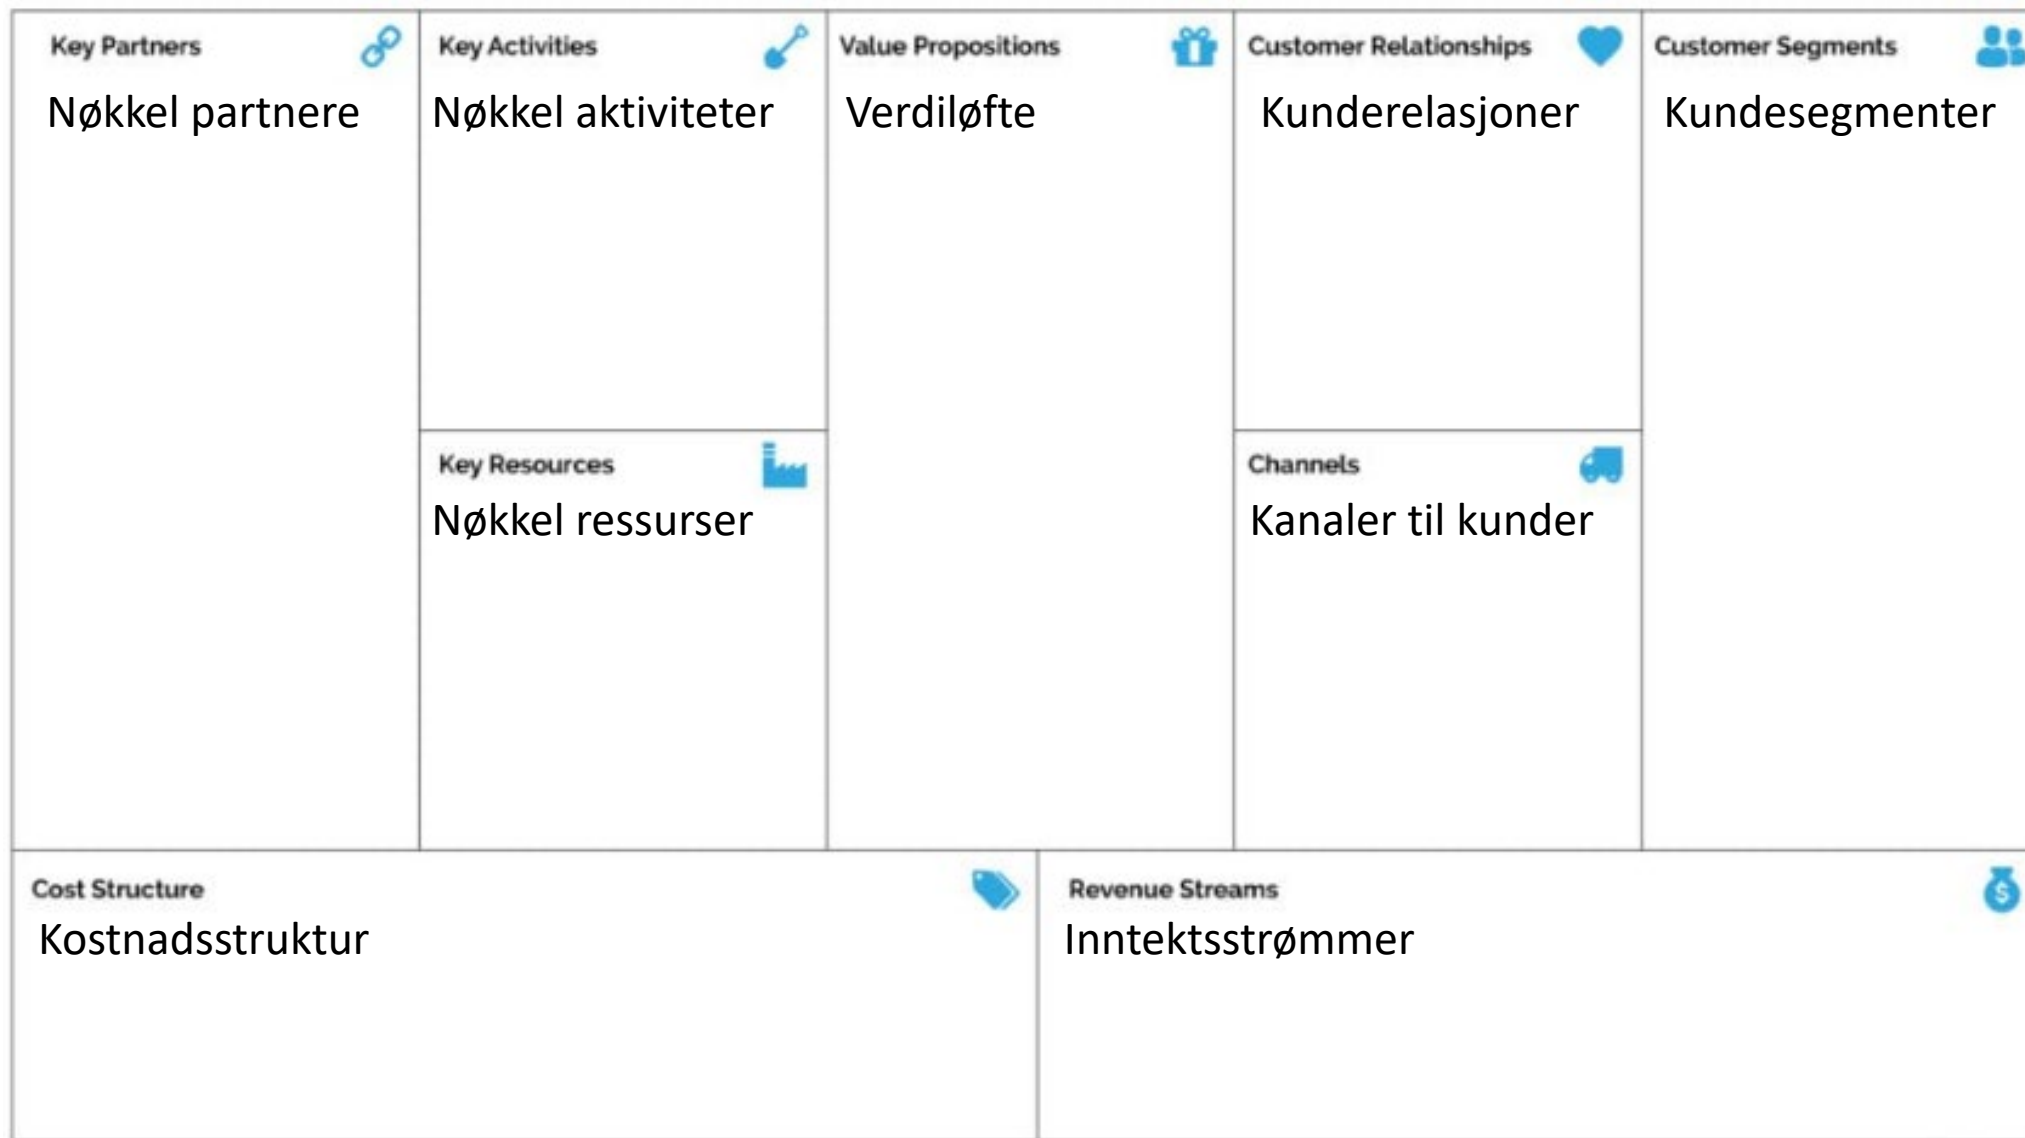 Key Partners
Nøkkel partnere
Key Activities
Nøkkel aktiviteter
Key Resources
Nøkkel ressurser
Value Propositions
Verdiløfte
Customer Relationships
Kunderelasjoner
Channels
Kanaler til kunder
Customer Segments
Kundesegmenter
Cost Structure
Kostnadsstruktur
Revenue Streams
Inntektsstrømmer